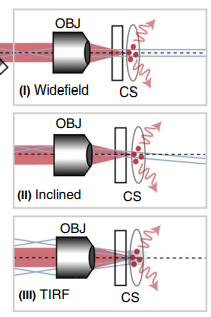 OBJ
(I) Widefield
CS
OBJ
(II) Inclined
CS
OBJ
(III) TIRF
CS